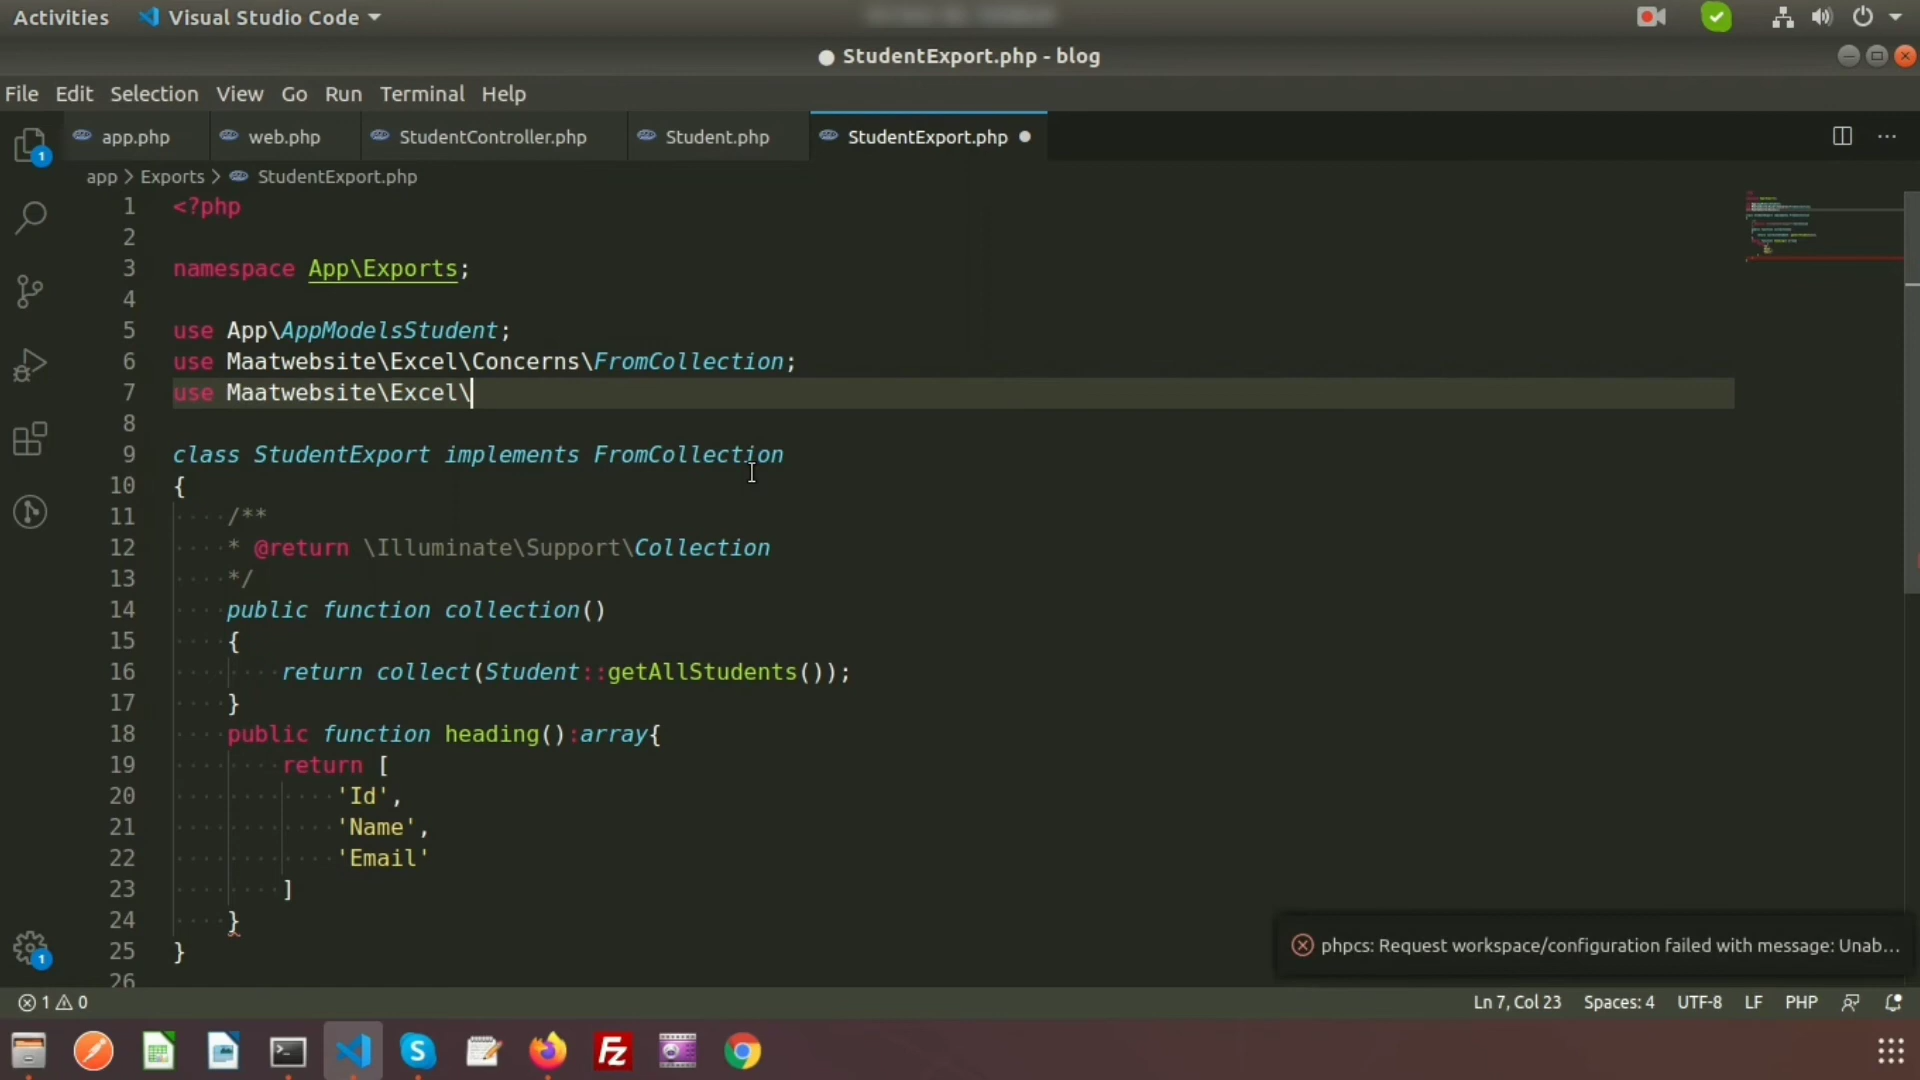 Activities Visual Studio Code
StudentExport.php - blog
File Edit Selection View Go Run Terminal Help
app.php web.php StudentController.php Student.php StudentExport.php
app > Exports > StudentExport.php
1 <?php
2
3 namespace App\Exports;
4
5 use App\AppModelsStudent;
6 use Maatwebsite\Excel\Concerns\FromCollection;
7 use Maatwebsite\Excel\
8
9 class StudentExport implements FromCollection
10 {
11 /**
12 * @return \Illuminate\Support\Collection
13 */
14 public function collection()
15 {
16 return collect(Student::getAllStudents());
17 }
18 public function heading():array{
19 return [
20 'Id',
21 'Name',
22 'Email'
23 ]
24 }
25 }
26
phpcs: Request workspace/configuration failed with message: Unab...
1 0 Ln 7, Col 23 Spaces: 4 UTF-8 LF PHP